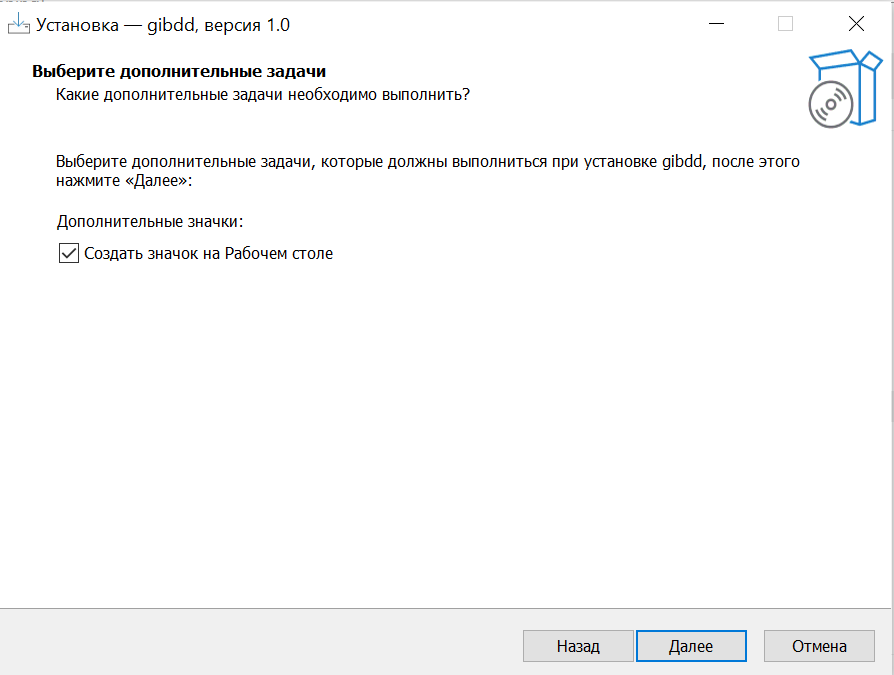 Установка — gibdd, версия 1.0
Выберите дополнительные задачи
Какие дополнительные задачи необходимо выполнить?
Выберите дополнительные задачи, которые должны выполниться при установке gibdd, после этого
нажмите «Далее»:
Дополнительные значки:
Создать значок на Рабочем столе
Назад Далее Отмена